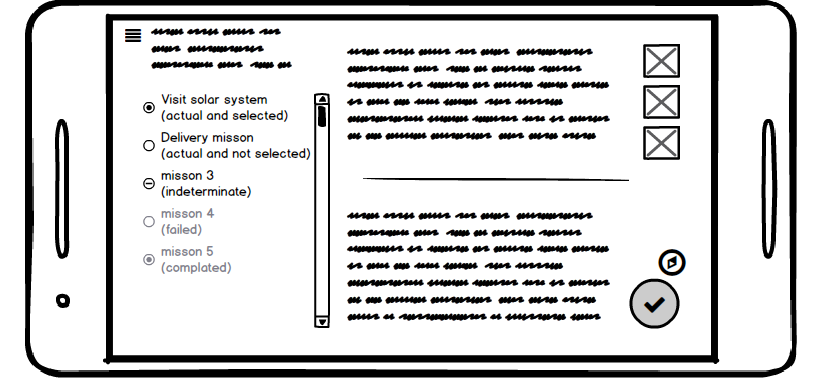 Visit solar system
(actual and selected)
Delivery misson
(actual and not selected)
misson 3
(indeterminate)
misson 4
(failed)
misson 5
(complated)